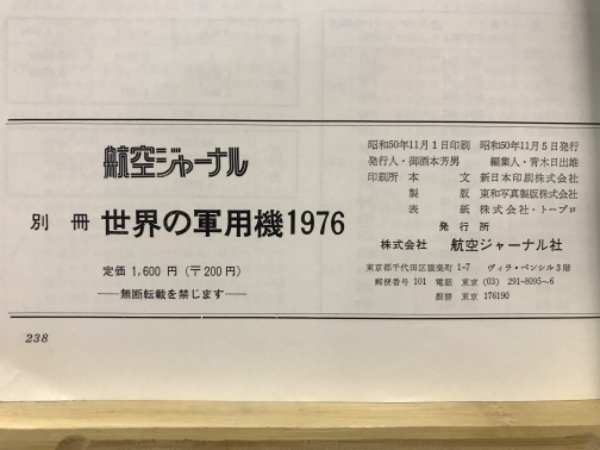 航空ジャーナル
別冊 世界の軍用機1976
定価 1,600 円 (〒200円)
——無断転載を禁じます——
昭和50年11月1日印刷 昭和50年11月5日発行
発行人・御酒本芳男 編集人・青木日出雄
印刷所 本文 新日本印刷株式会社
製版 東和写真製版株式会社
表紙 株式会社・トープロ
発行所
株式会社 航空ジャーナル社
東京都千代田区猿楽町 1-7 ヴィラ・ペンシル3階
郵便番号 101 電話 東京 (03) 291-8095~6
振替 東京 176190
238